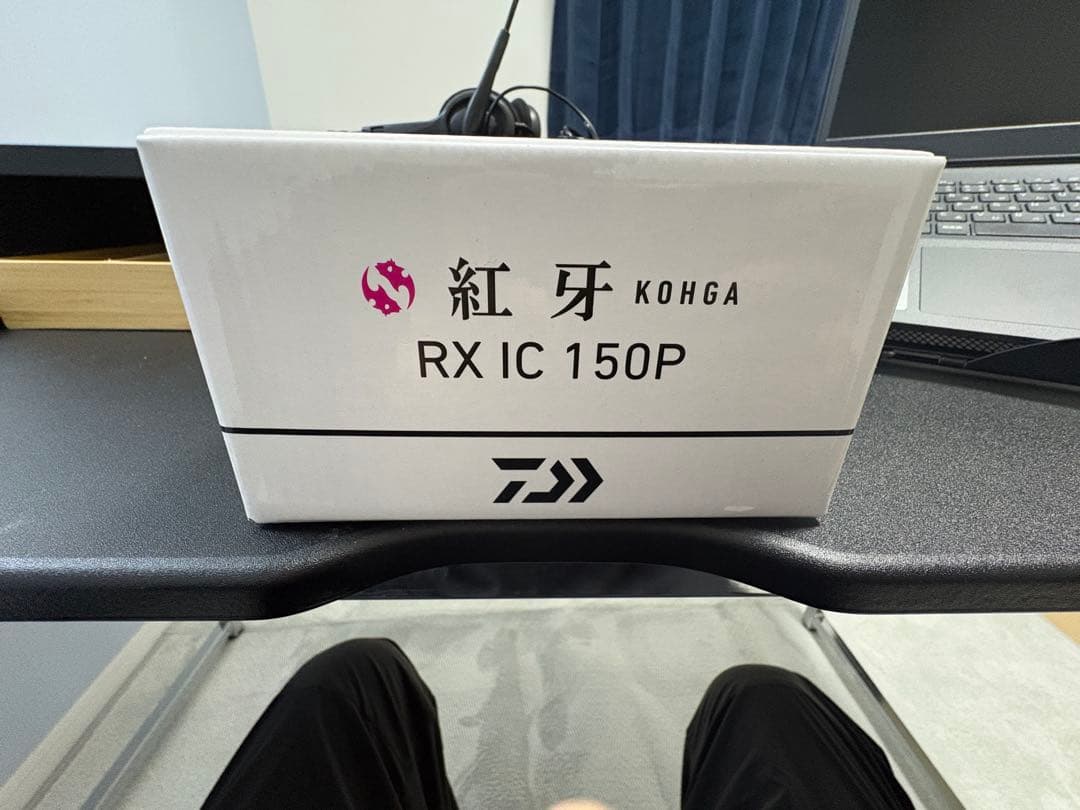 紅牙 KOHGA
RX IC 150P